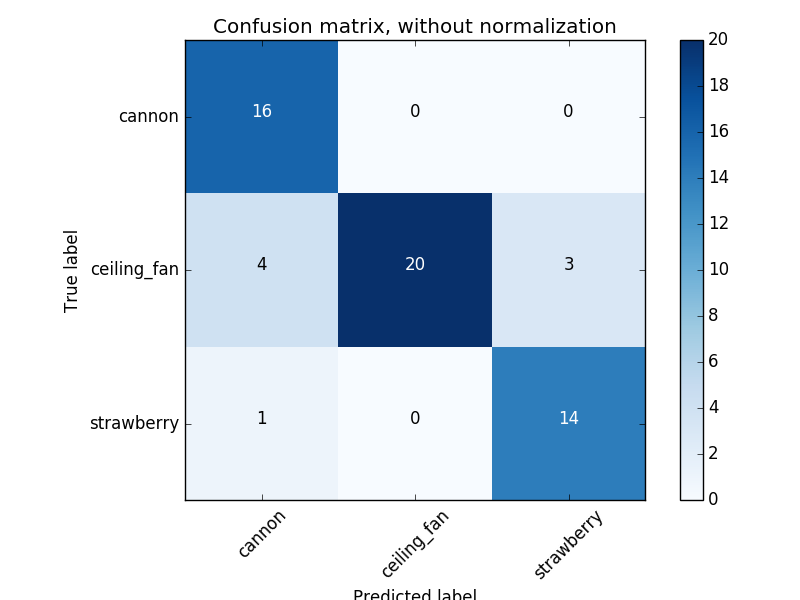 Confusion matrix, without normalization
cannon
16 0 0
ceiling_fan
4 20 3
strawberry
1 0 14
True label
cannon ceiling_fan strawberry
Predicted label
20
18
16
14
12
10
8
6
4
2
0